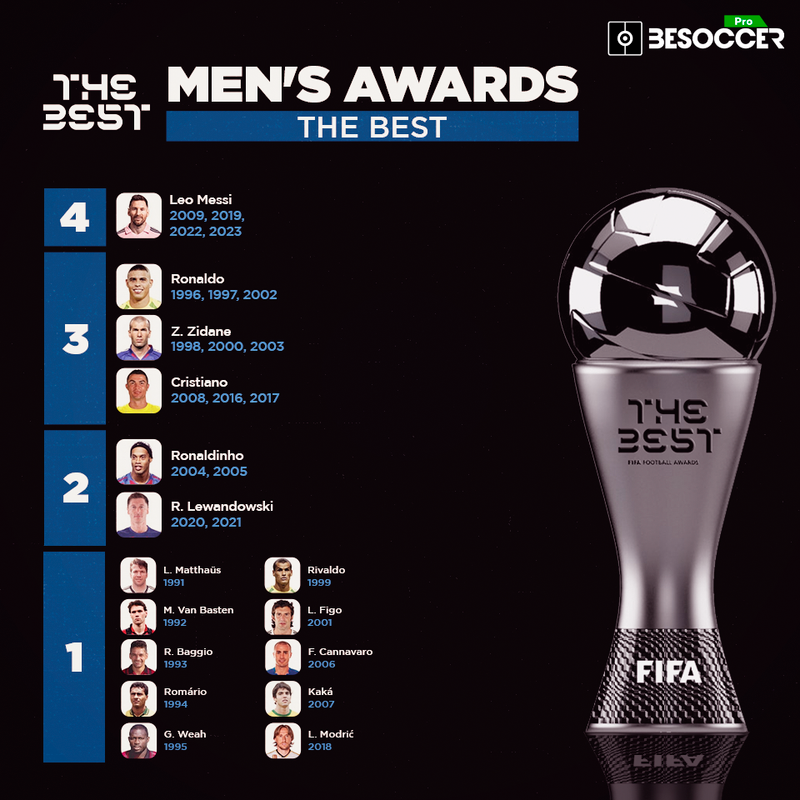 Pro
BESOCCER
THE
BEST
MEN'S AWARDS
THE BEST
4
Leo Messi
2009, 2019,
2022, 2023
3
Ronaldo
1996, 1997, 2002
Z. Zidane
1998, 2000, 2003
Cristiano
2008, 2016, 2017
2
Ronaldinho
2004, 2005
R. Lewandowski
2020, 2021
1
L. Matthaüs
1991
M. Van Basten
1992
R. Baggio
1993
Romário
1994
G. Weah
1995
Rivaldo
1999
L. Figo
2001
F. Cannavaro
2006
Kaká
2007
L. Modrić
2018
THE
BEST
FIFA FOOTBALL AWARDS
FIFA